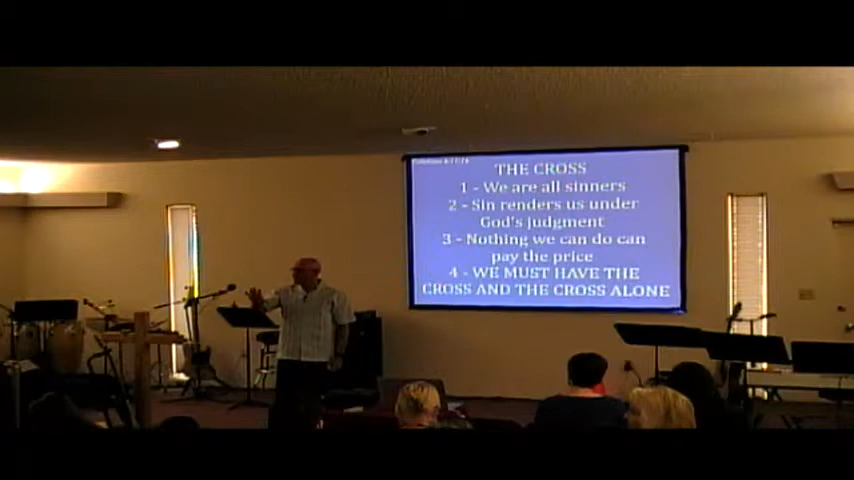 THE CROSS
1 - We are all sinners
2 - Sin renders us under
God's judgment
3 - Nothing we can do can
pay the price
4 - WE MUST HAVE THE
CROSS AND THE CROSS ALONE